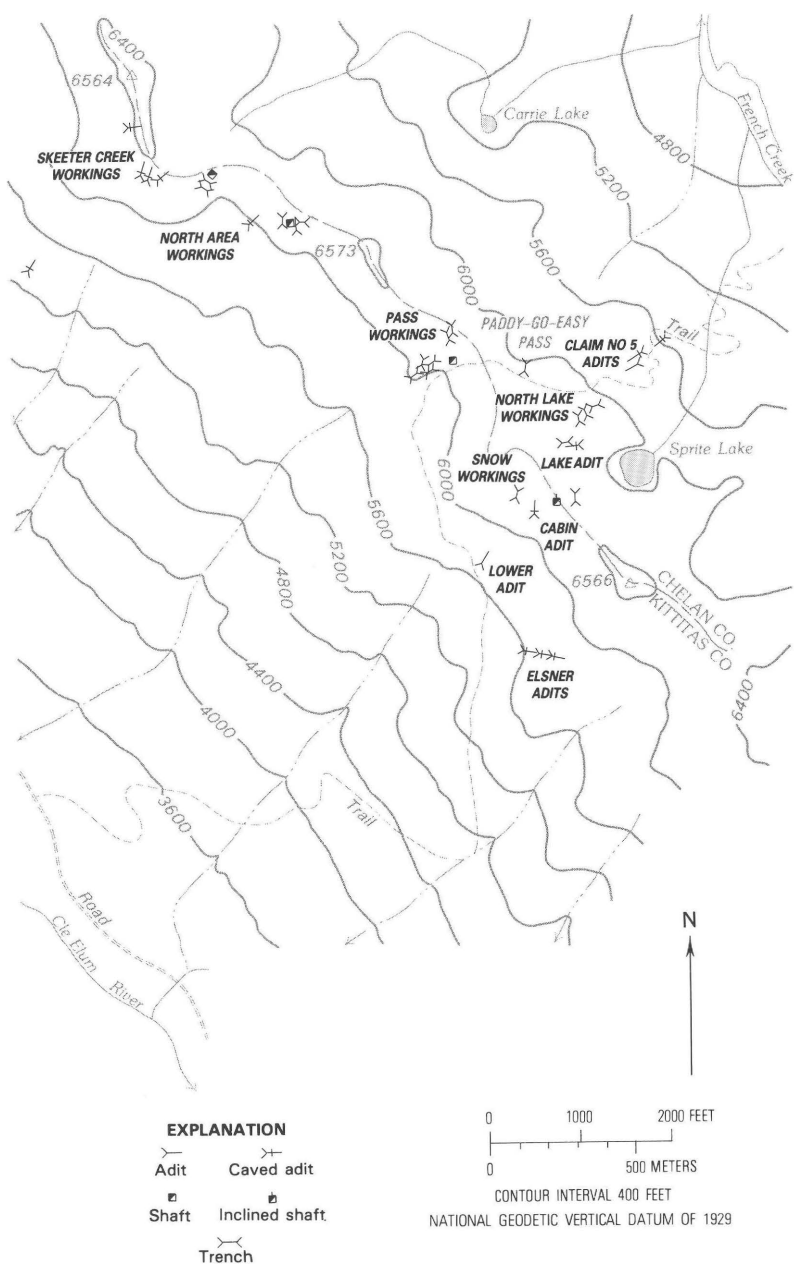 6400
6564
Carrie Lake
French Creek
4800
SKEETER CREEK
WORKINGS
5200
NORTH AREA
WORKINGS
6573
5600
6000
PASS
WORKINGS
PADDY-GO-EASY
PASS
CLAIM NO 5
ADITS
Trail
NORTH LAKE
WORKINGS
SNOW
WORKINGS
LAKE ADIT
Sprite Lake
6000
CABIN
ADIT
5600
5200
LOWER
ADIT
6566
CHELAN CO
KITTITAS CO
4800
ELSNER
ADITS
6400
4400
4000
3600
Trail
Road
Cle Elum
River
N
EXPLANATION
Adit
Caved adit
Shaft
Inclined shaft
Trench
0 1000 2000 FEET
0 500 METERS
CONTOUR INTERVAL 400 FEET
NATIONAL GEODETIC VERTICAL DATUM OF 1929